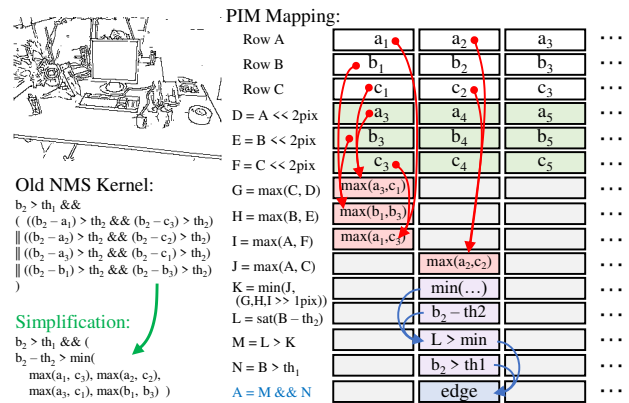 PIM Mapping:
Row A a₁ a₂ a₃ ...
Row B b₁ b₂ b₃ ...
Row C c₁ c₂ c₃ ...
D = A << 2pix a₃ a₄ a₅ ...
E = B << 2pix b₃ b₄ b₅ ...
F = C << 2pix c₃ c₄ c₅ ...
G = max(C, D) max(a₃,c₁) ...
H = max(B, E) max(b₁,b₃) ...
I = max(A, F) max(a₁,c₃) ...
J = max(A, C) max(a₂,c₂) ...
K = min(J, min(…) ...
(G,H,I >> 1pix))
L = sat(B − th₂) b₂ − th2 ...
M = L > K L > min ...
N = B > th₁ b₂ > th1 ...
A = M && N edge ...
Old NMS Kernel:
b₂ > th₁ &&
( ((b₂ − a₁) > th₂ && (b₂ − c₃) > th₂)
|| ((b₂ − a₂) > th₂ && (b₂ − c₂) > th₂)
|| ((b₂ − a₃) > th₂ && (b₂ − c₁) > th₂)
|| ((b₂ − b₁) > th₂ && (b₂ − b₃) > th₂)
)
Simplification:
b₂ > th₁ && (
b₂ − th₂ > min(
max(a₁, c₃), max(a₂, c₂),
max(a₃, c₁), max(b₁, b₃) )